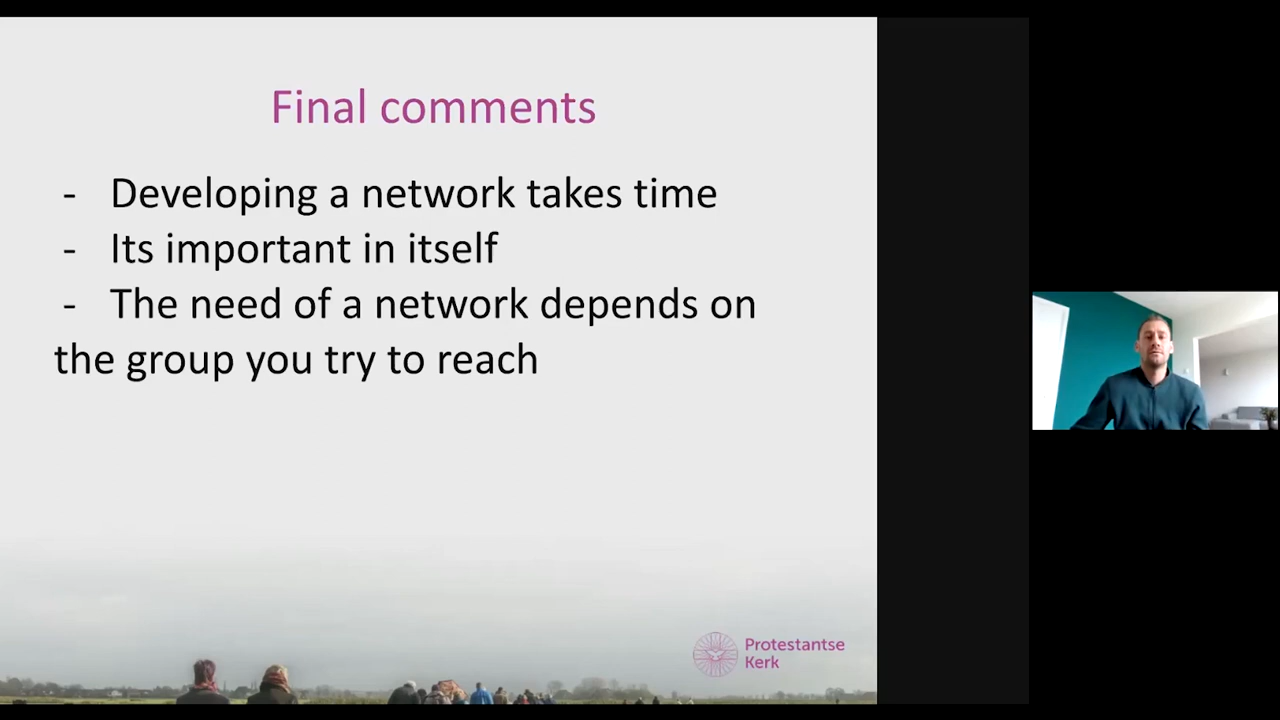 Final comments
- Developing a network takes time
- Its important in itself
- The need of a network depends on
the group you try to reach
Protestantse
Kerk